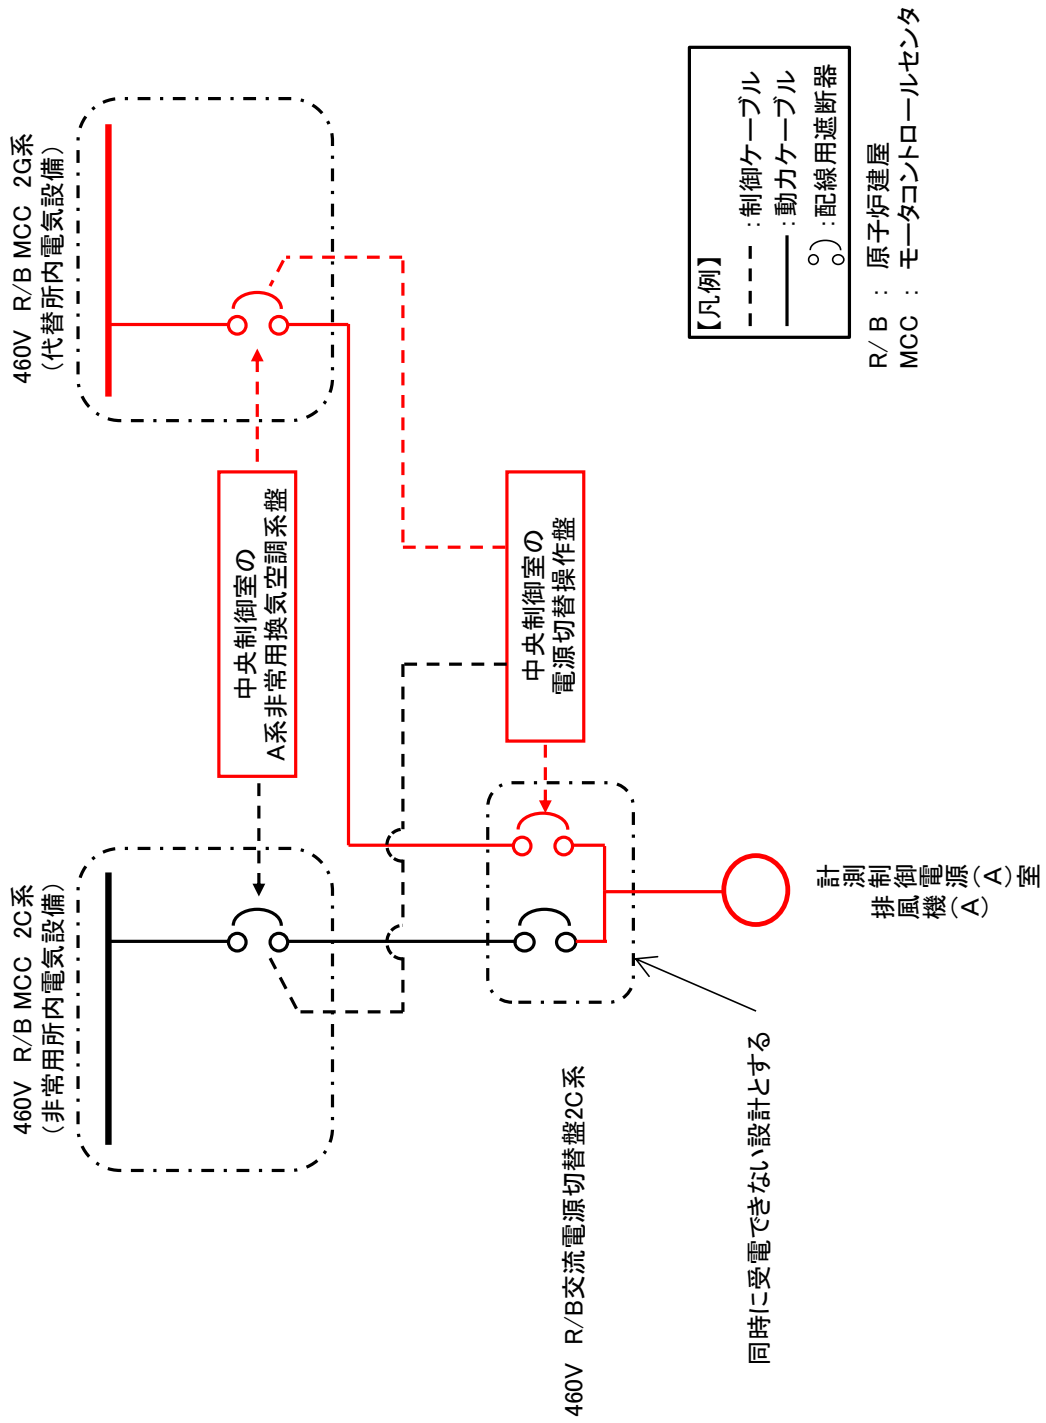 460V R/B MCC 2C系
（非常用所内電気設備）
460V R/B MCC 2G系
（代替所内電気設備）
中央制御室の
A系非常用換気空調系盤
中央制御室の
電源切替操作盤
460V R/B交流電源切替盤2C系
同時に受電できない設計とする
計測制御電源(A)室
排風機(A)
【凡例】
：制御ケーブル
：動力ケーブル
：配線用遮断器
R/B ： 原子炉建屋
MCC ： モータコントロールセンタ